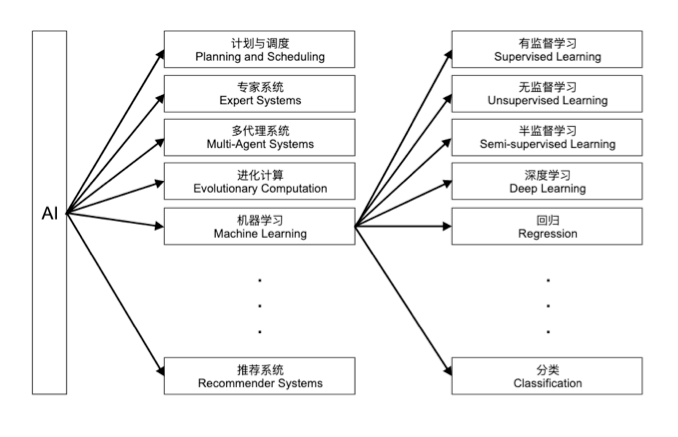 AI
计划与调度
Planning and Scheduling
专家系统
Expert Systems
多代理系统
Multi-Agent Systems
进化计算
Evolutionary Computation
机器学习
Machine Learning
.
.
.
推荐系统
Recommender Systems
有监督学习
Supervised Learning
无监督学习
Unsupervised Learning
半监督学习
Semi-supervised Learning
深度学习
Deep Learning
回归
Regression
.
.
.
分类
Classification